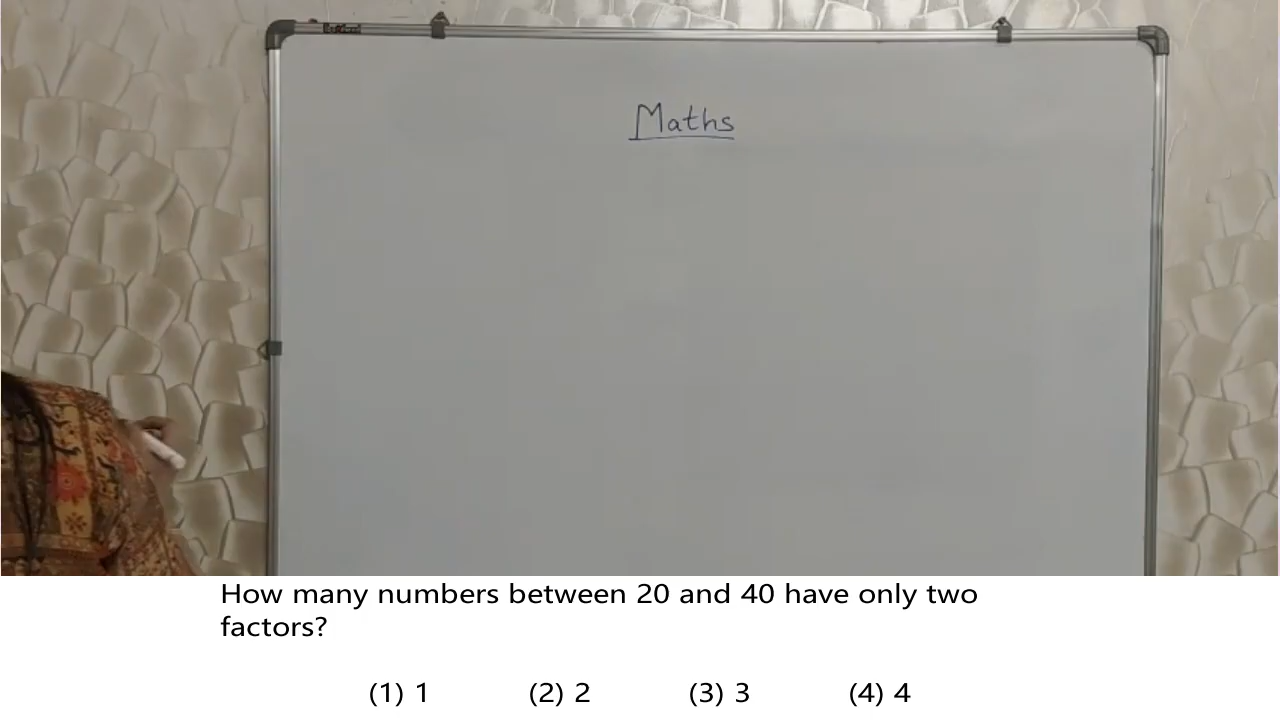 Maths
How many numbers between 20 and 40 have only two
factors?
(1) 1 (2) 2 (3) 3 (4) 4